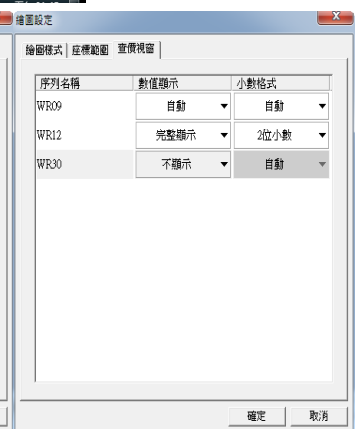 繪圖設定
繪圖樣式 座標範圍 查價視窗
序列名稱 數值顯示 小數格式
WR09 自動 自動
WR12 完整顯示 2位小數
WR30 不顯示 自動
確定 取消